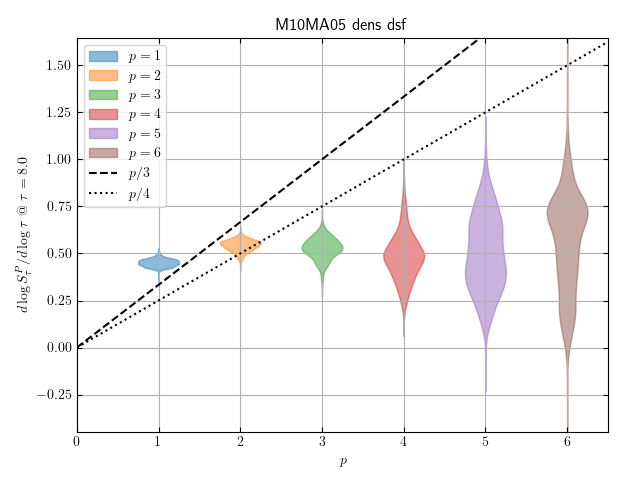 M10MA05 dens dsf
1.50
1.25
1.00
0.75
0.50
0.25
0.00
−0.25
d log S_τ^P / d log τ @ τ = 8.0
p = 1
p = 2
p = 3
p = 4
p = 5
p = 6
p/3
p/4
0 1 2 3 4 5 6
p